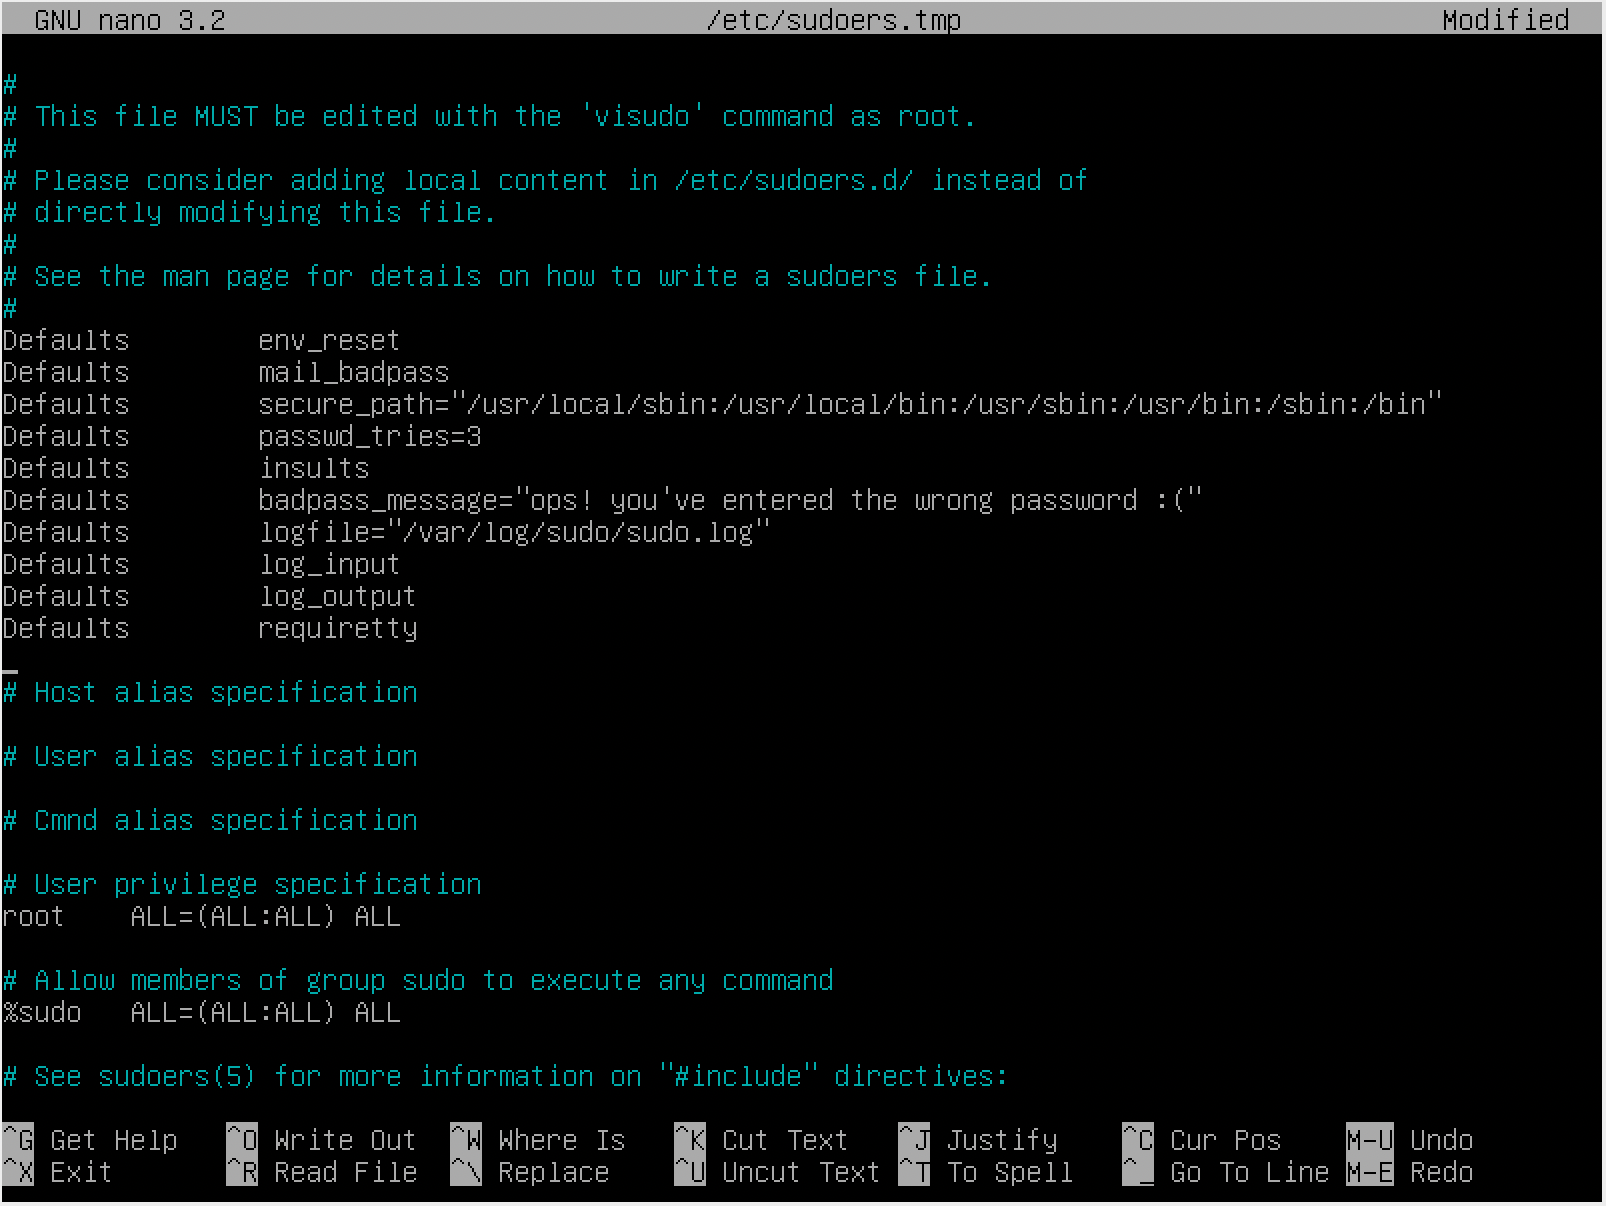 GNU nano 3.2 /etc/sudoers.tmp Modified
#
# This file MUST be edited with the 'visudo' command as root.
#
# Please consider adding local content in /etc/sudoers.d/ instead of
# directly modifying this file.
#
# See the man page for details on how to write a sudoers file.
#
Defaults env_reset
Defaults mail_badpass
Defaults secure_path="/usr/local/sbin:/usr/local/bin:/usr/sbin:/usr/bin:/sbin:/bin"
Defaults passwd_tries=3
Defaults insults
Defaults badpass_message="ops! you've entered the wrong password :("
Defaults logfile="/var/log/sudo/sudo.log"
Defaults log_input
Defaults log_output
Defaults requiretty
# Host alias specification
# User alias specification
# Cmnd alias specification
# User privilege specification
root ALL=(ALL:ALL) ALL
# Allow members of group sudo to execute any command
%sudo ALL=(ALL:ALL) ALL
# See sudoers(5) for more information on "#include" directives:
^G Get Help ^O Write Out ^W Where Is ^K Cut Text ^J Justify ^C Cur Pos M-U Undo
^X Exit ^R Read File ^\ Replace ^U Uncut Text ^T To Spell ^_ Go To Line M-E Redo